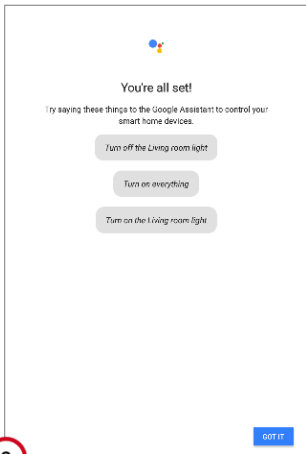 You're all set!
Try saying these things to the Google Assistant to control your
smart home devices.
Turn off the Living room light
Turn on everything
Turn on the Living room light
GOT IT